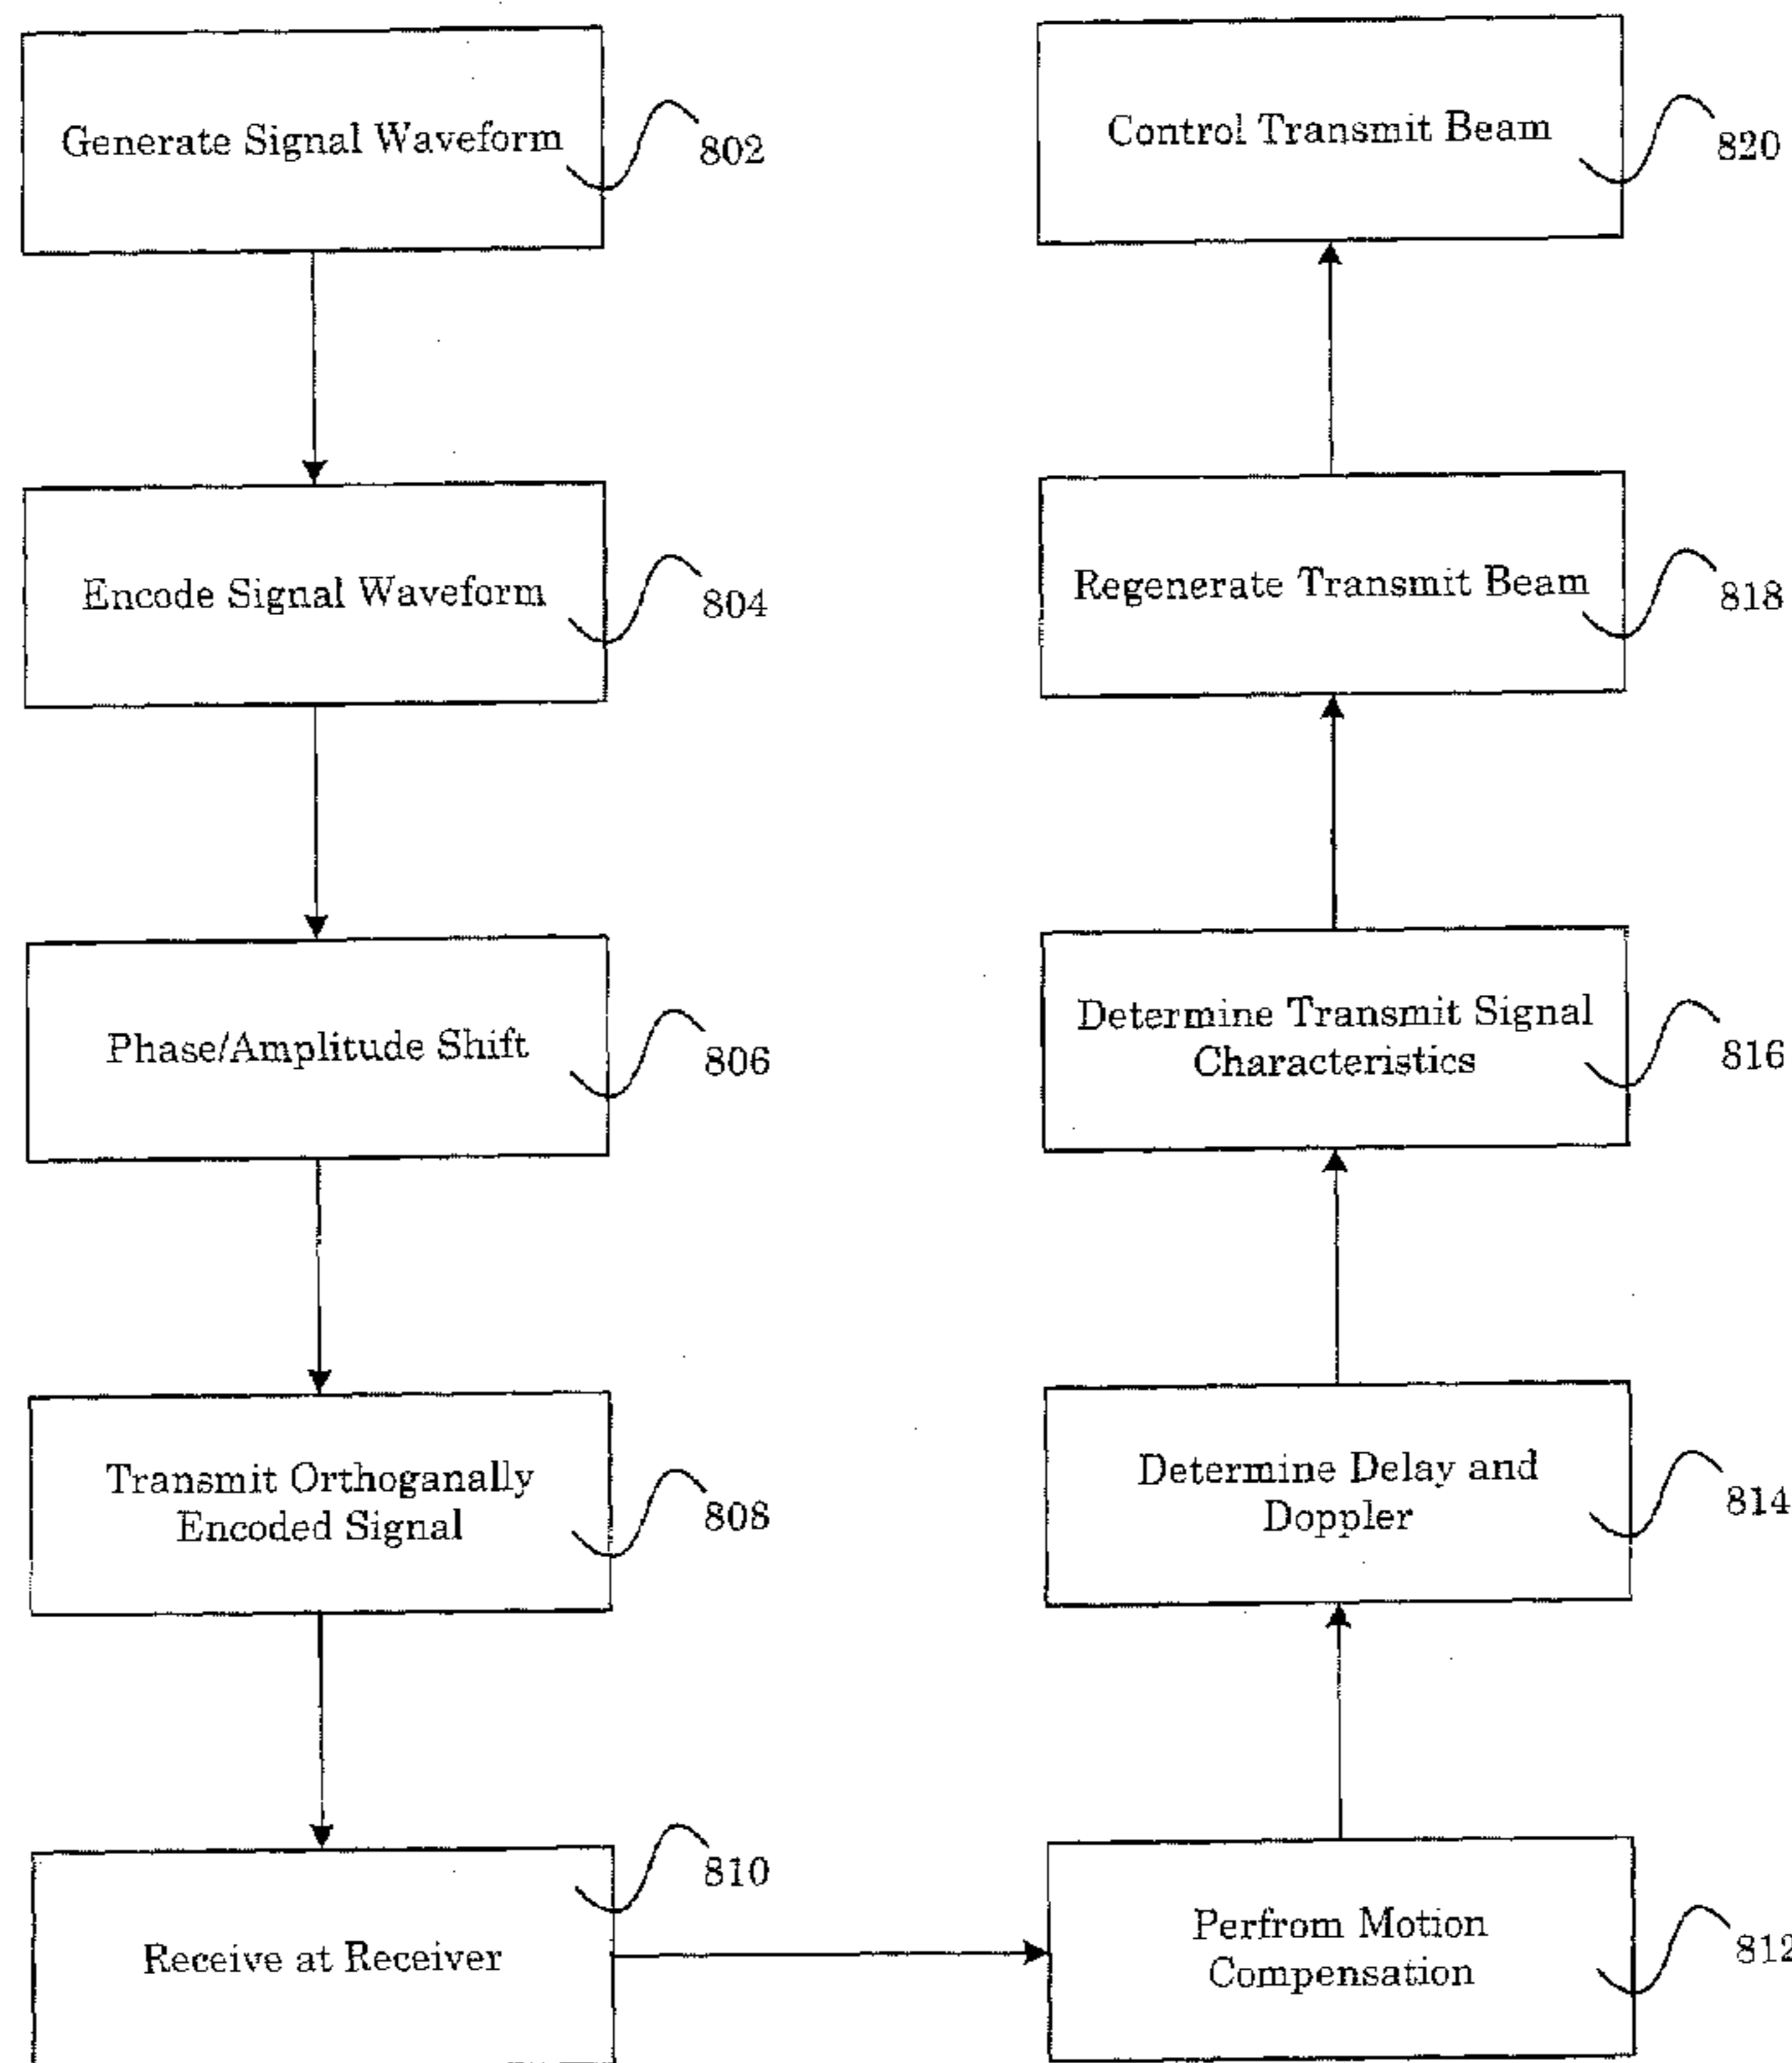 Generate Signal Waveform
802
Encode Signal Waveform
804
Phase/Amplitude Shift
806
Transmit Orthoganally
Encoded Signal
808
Receive at Receiver
810
Perfrom Motion
Compensation
812
Determine Delay and
Doppler
814
Determine Transmit Signal
Characteristics
816
Regenerate Transmit Beam
818
Control Transmit Beam
820